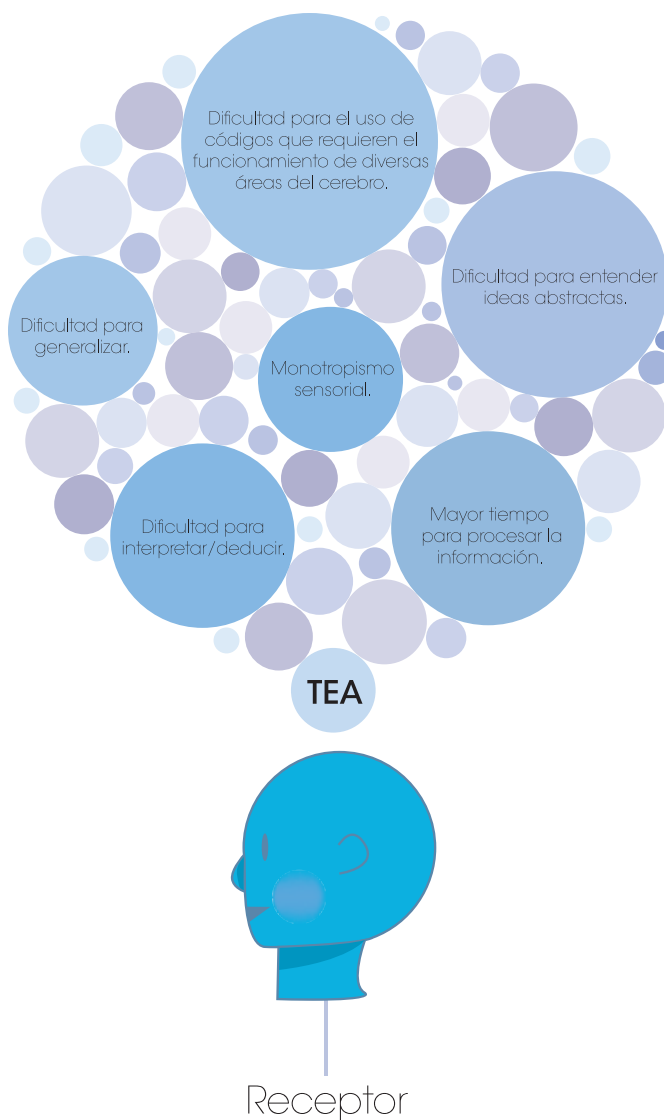 Dificultad para el uso de
códigos que requieren el
funcionamiento de diversas
áreas del cerebro.
Dificultad para entender
ideas abstractas.
Dificultad para
generalizar.
Monotropismo
sensorial.
Dificultad para
interpretar/deducir.
Mayor tiempo
para procesar la
información.
TEA
Receptor